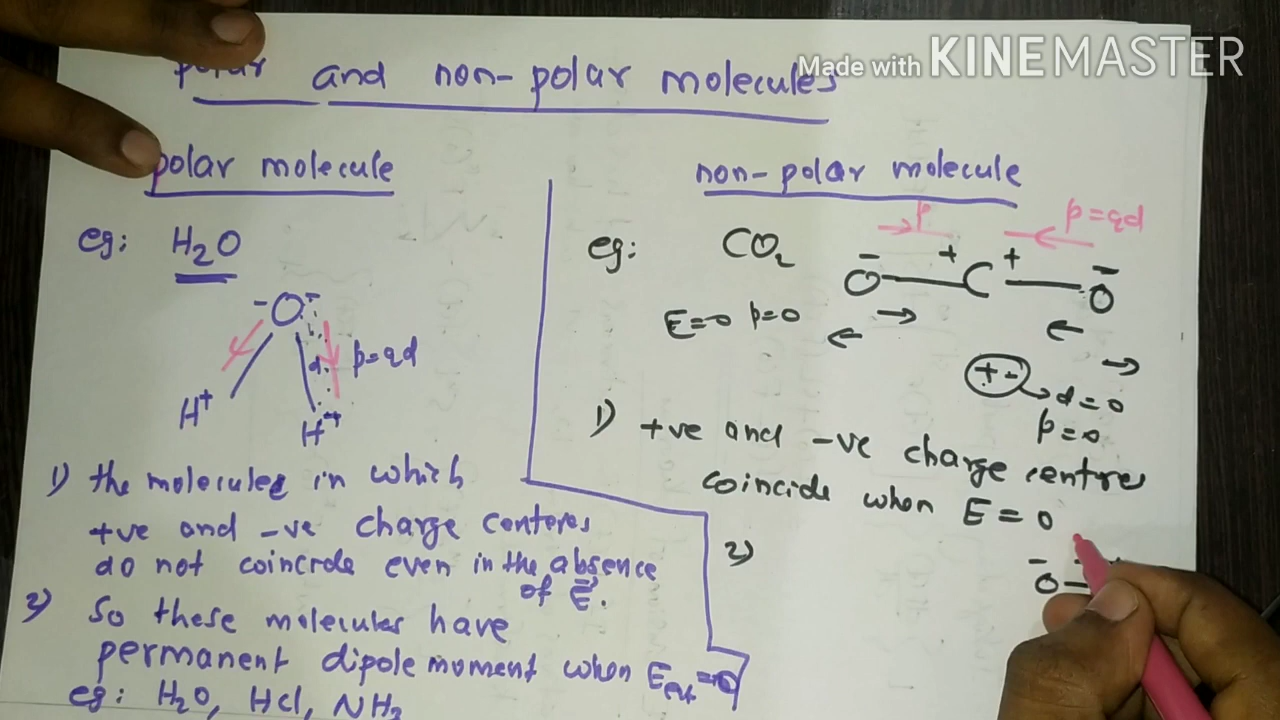 polar and non-polar molecules
Made with KINEMASTER
polar molecule
eg: H₂O
- O -
p=qd
d
H+
H+
1) the molecules in which
+ve and -ve charge centeres
do not coincide even in the absence
of E⃗.
2) So these molecules have
permanent dipole moment when Eext=0
eg: H₂O, HCl, NH₃
non-polar molecule
p
p=qd
eg: CO₂
O⁻ + C + O⁻
E=0 p=0
+ -
d=0
p=0
1) +ve and -ve charge centres
coincide when E=0
2)
O⁻